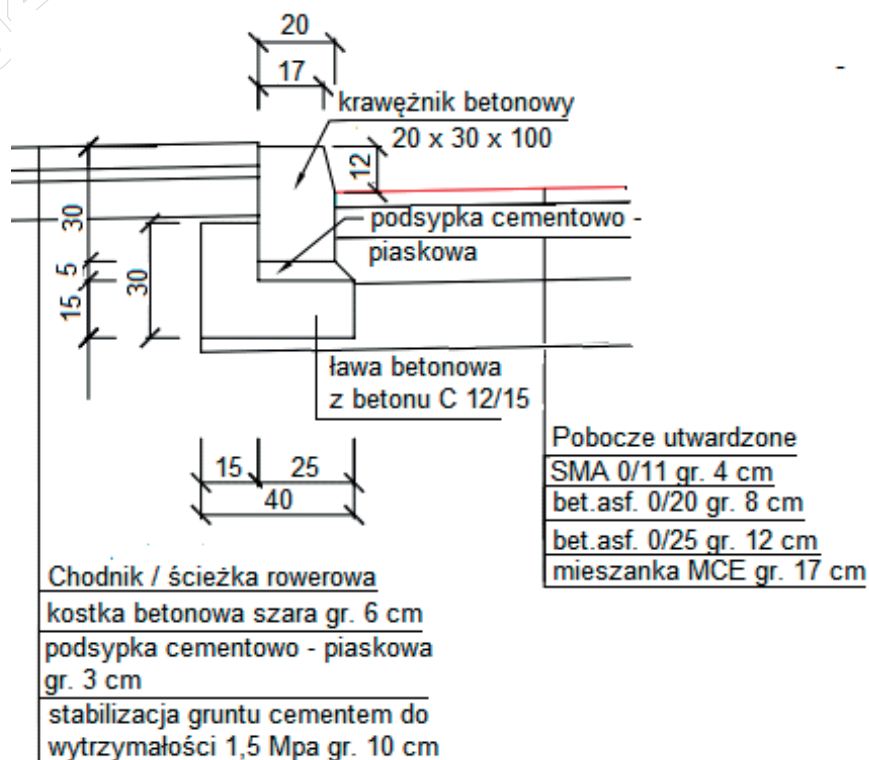 20
17
krawężnik betonowy
20 x 30 x 100
12
podsypka cementowo -
piaskowa
30
5
15
30
ława betonowa
z betonu C 12/15
15
25
40
Pobocze utwardzone
SMA 0/11 gr. 4 cm
bet.asf. 0/20 gr. 8 cm
bet.asf. 0/25 gr. 12 cm
mieszanka MCE gr. 17 cm
Chodnik / ścieżka rowerowa
kostka betonowa szara gr. 6 cm
podsypka cementowo - piaskowa
gr. 3 cm
stabilizacja gruntu cementem do
wytrzymałości 1,5 Mpa gr. 10 cm